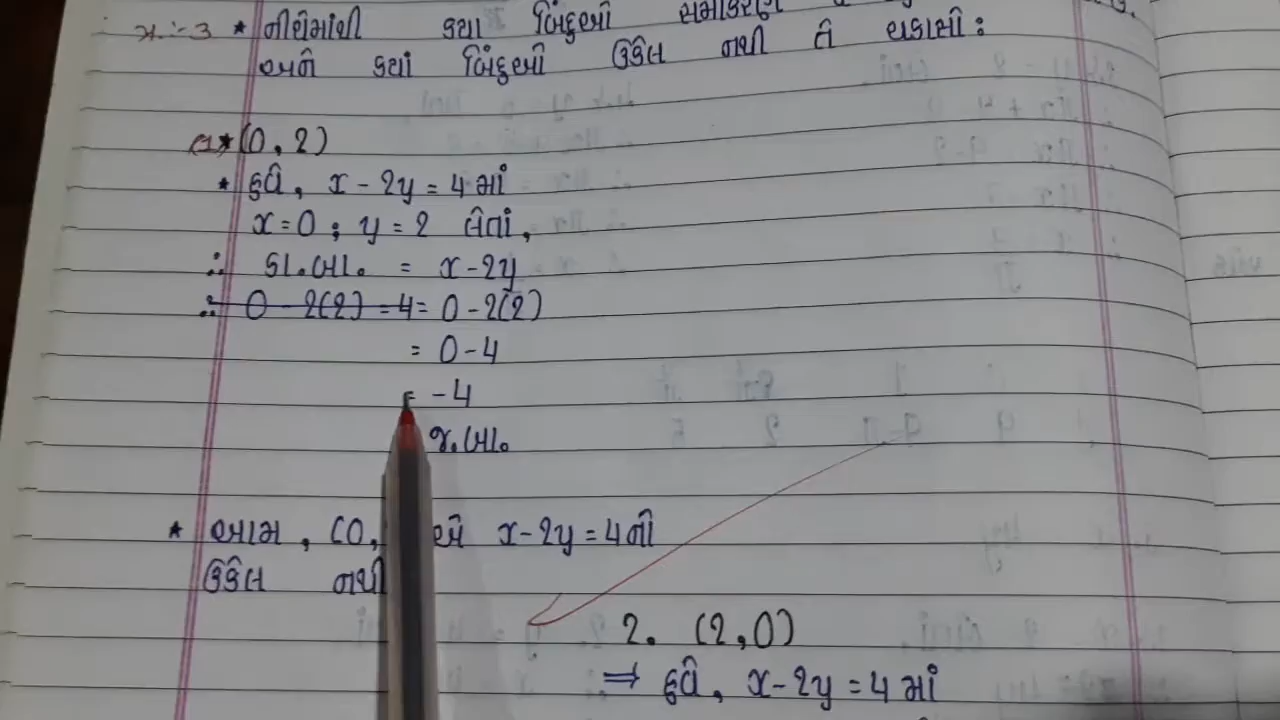 પ્ર :- 3 * નીચેમાંથી કયા બિંદુઓ સમીકરણ
અને કયાં બિંદુઓ ઉકેલ નથી તે ચકાસો :
1* (0, 2)
* હવે, x - 2y = 4 માં
x = 0 ; y = 2 લેતાં,
∴ ડા.બા. = x - 2y
∴ 0 - 2(2) = 4 = 0 - 2(2)
= 0 - 4
= - 4
જ.બા.
* આમ, (0, એ x - 2y = 4 નો
ઉકેલ નથી
2. (2, 0)
⇒ હવે, x - 2y = 4 માં